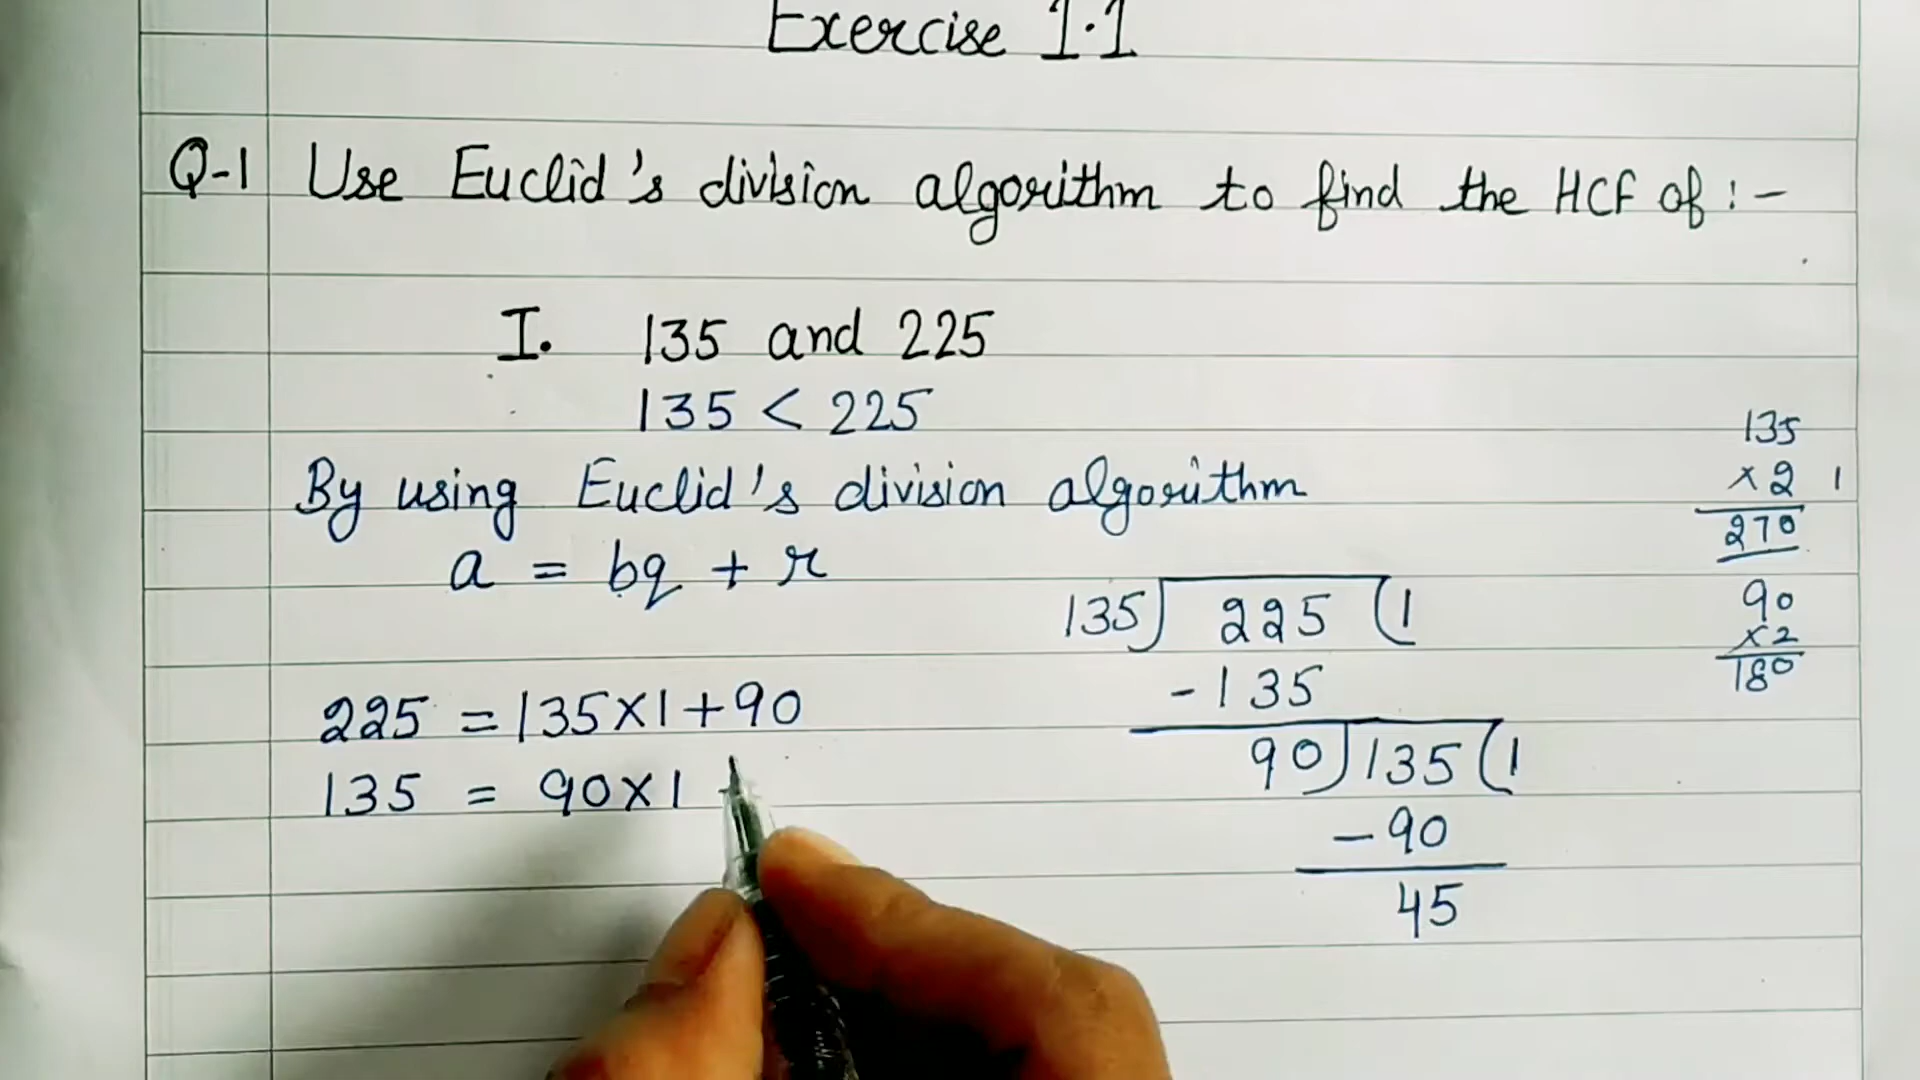 Exercise 1.1
Q-1 Use Euclid's division algorithm to find the HCF of :-
I. 135 and 225
135 < 225
By using Euclid's division algorithm
a = bq + r
225 = 135×1+90
135 = 90×1
135) 225 (1
-135
90) 135 (1
-90
45
135
×2 1
270
90
×2
180